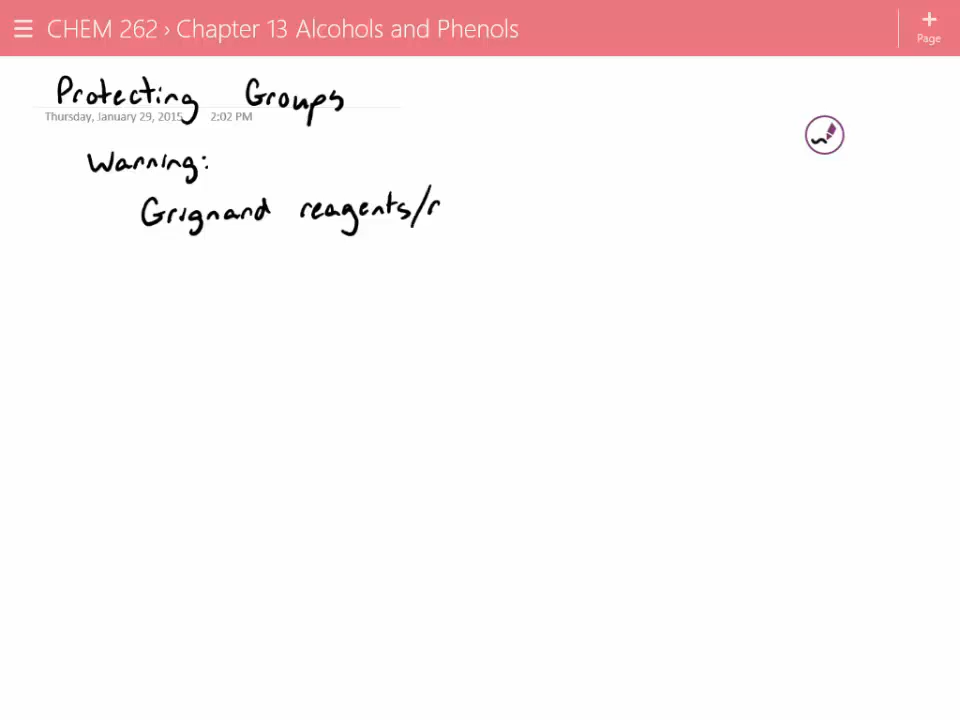 ☰ CHEM 262 › Chapter 13 Alcohols and Phenols
+
Page
Protecting Groups
Thursday, January 29, 2015 2:02 PM
Warning:
Grignard reagents/r